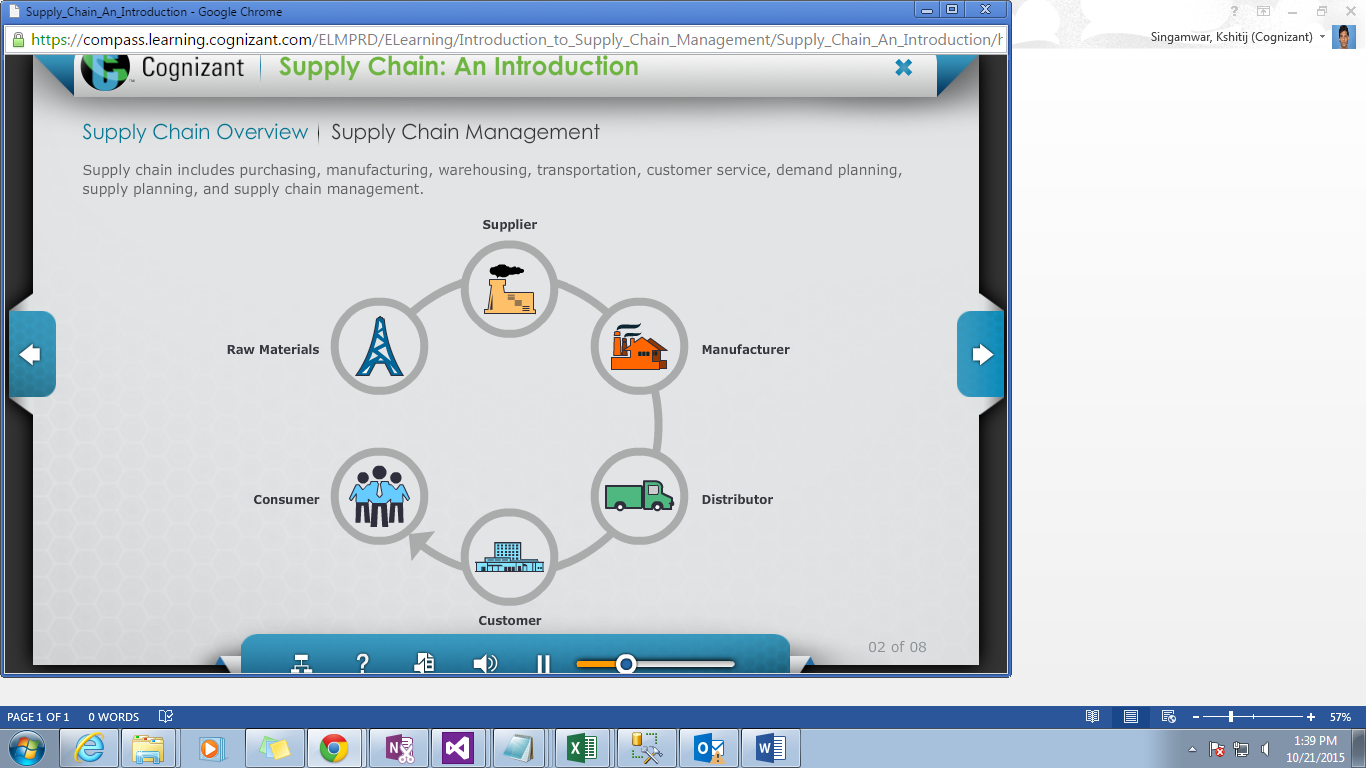 Supply_Chain_An_Introduction - Google Chrome
https://compass.learning.cognizant.com/ELMPRD/ELearning/Introduction_to_Supply_Chain_Management/Supply_Chain_An_Introduction/h
Singamwar, Kshitij (Cognizant)
Cognizant
Supply Chain: An Introduction
Supply Chain Overview | Supply Chain Management
Supply chain includes purchasing, manufacturing, warehousing, transportation, customer service, demand planning,
supply planning, and supply chain management.
Supplier
Raw Materials
Manufacturer
Consumer
Distributor
Customer
02 of 08
PAGE 1 OF 1 0 WORDS
57%
1:39 PM
10/21/2015